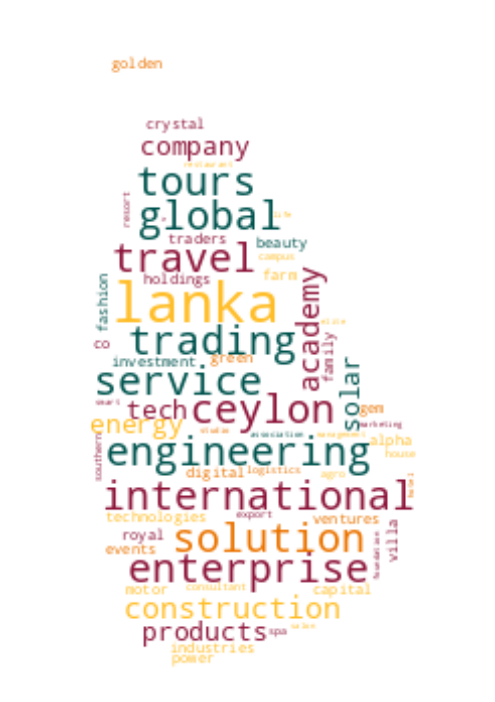 golden
crystal
company
restaurant
tours
resort
global
life
traders
beauty
travel
campus
holdings
farm
fashion
lanka
academy
elite
co
trading
family
investment
green
service
solar
smart
tech
ceylon
gem
energy
studio
marketing
association
management
alpha
southern
engineering
house
digital
logistics
agro
hotel
international
technologies
export
ventures
royal
solution
villa
events
enterprise
foundation
motor
consultant
capital
construction
products
spa
salon
industries
power